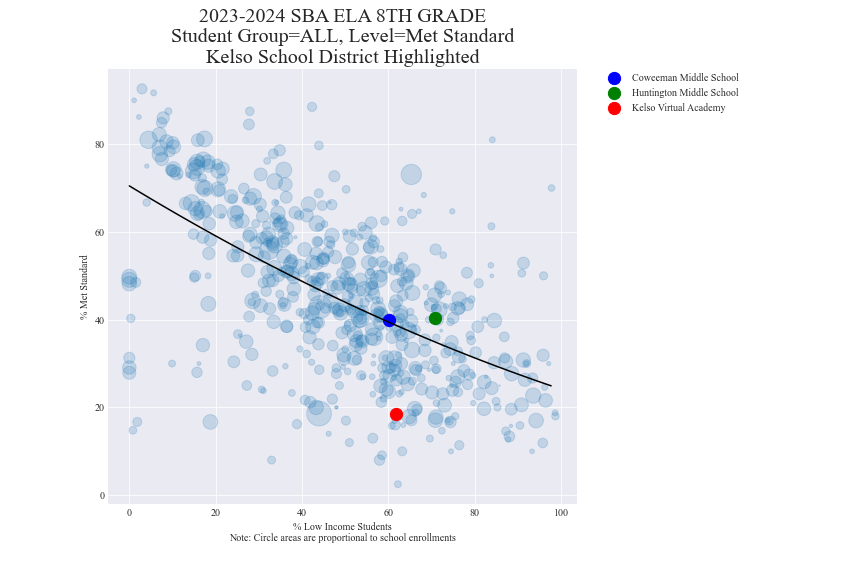 2023-2024 SBA ELA 8TH GRADE
Student Group=ALL, Level=Met Standard
Kelso School District Highlighted
Coweeman Middle School
Huntington Middle School
Kelso Virtual Academy
80
60
% Met Standard
40
20
0
0 20 40 60 80 100
% Low Income Students
Note: Circle areas are proportional to school enrollments